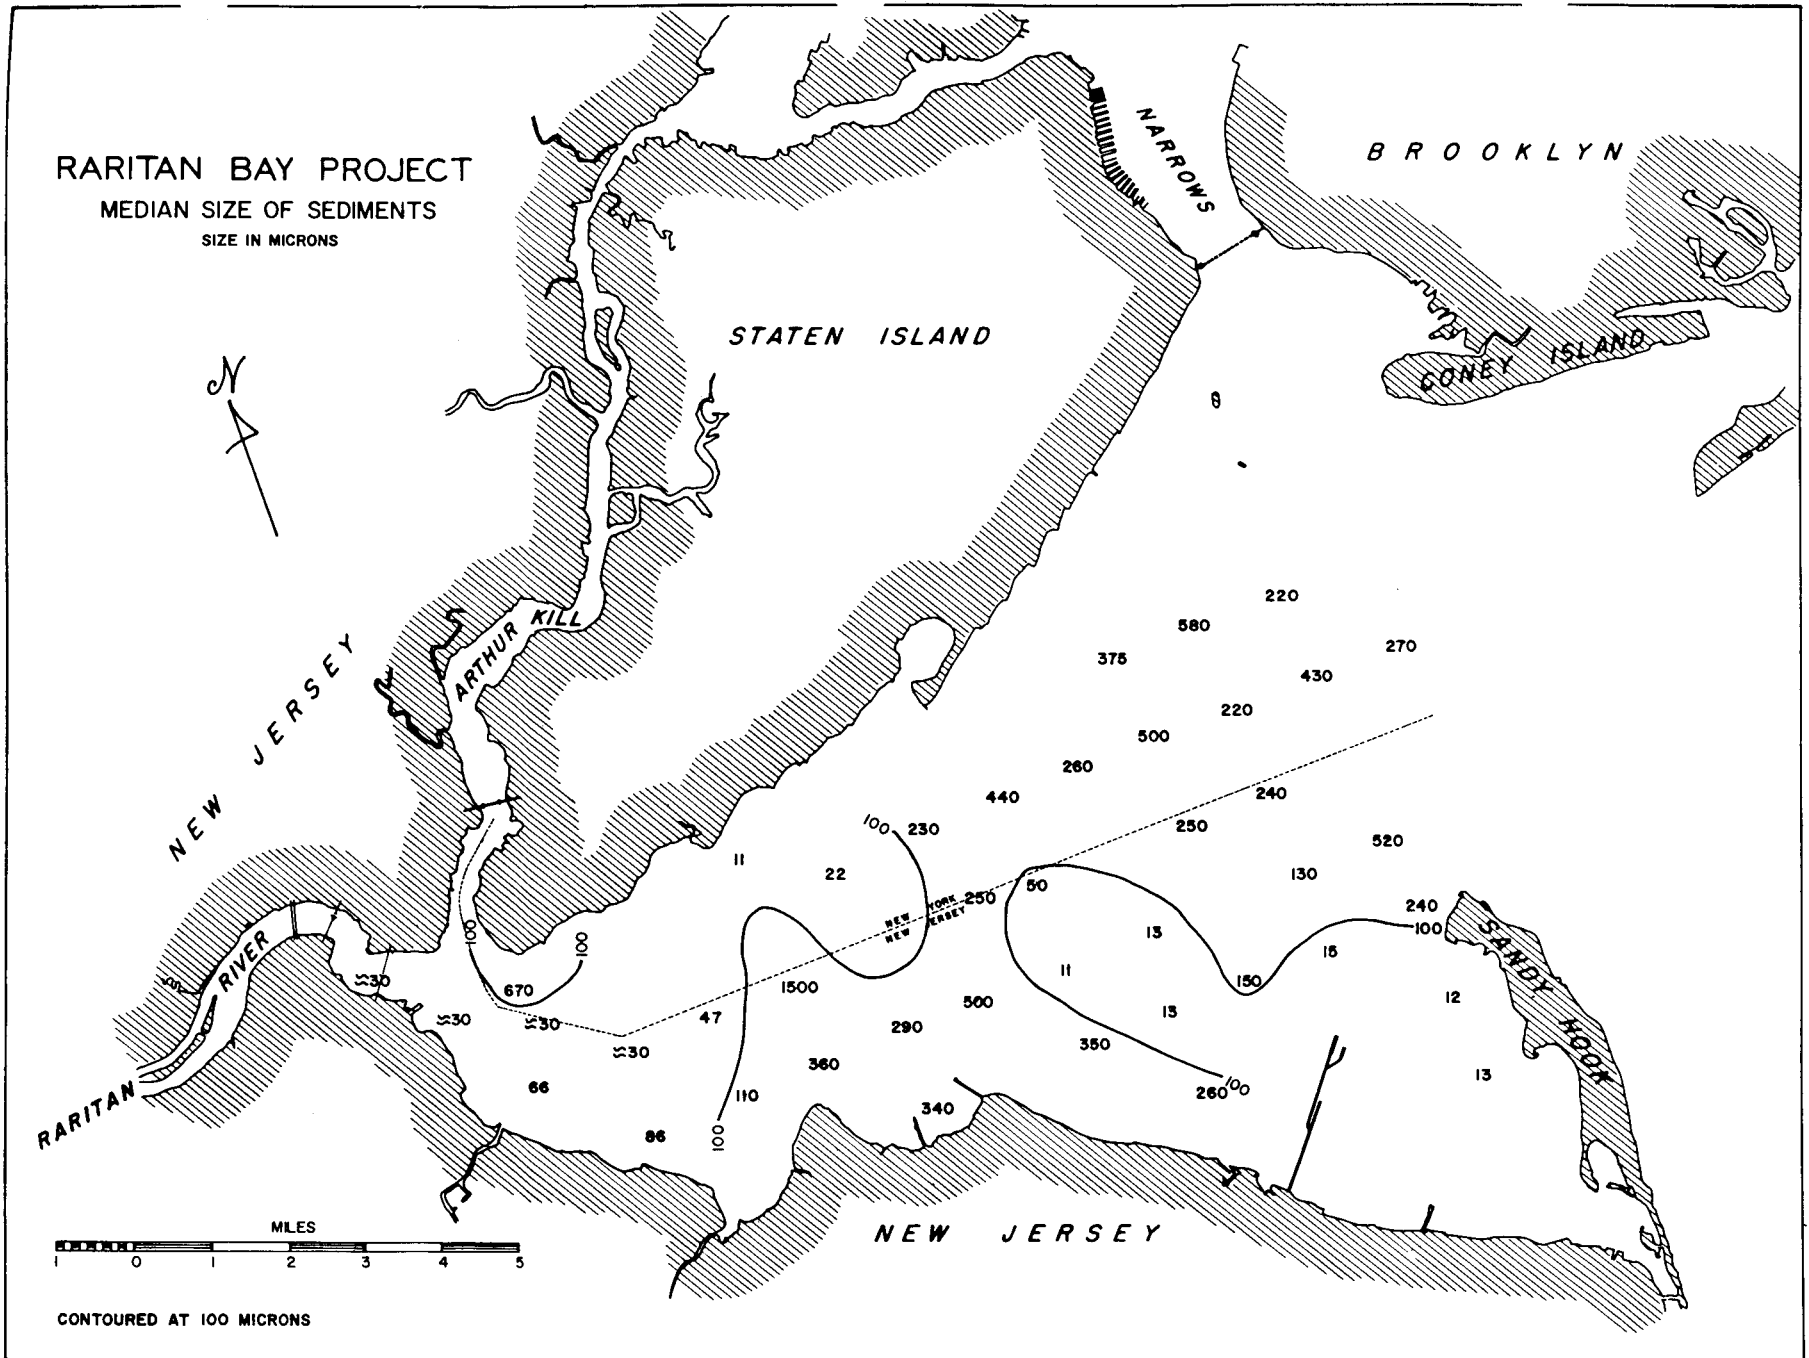 RARITAN BAY PROJECT
MEDIAN SIZE OF SEDIMENTS
SIZE IN MICRONS
N
NARROWS
BROOKLYN
STATEN ISLAND
CONEY ISLAND
ARTHUR KILL
NEW JERSEY
220
580
270
375
430
220
500
260
240
440
100
230
250
520
11
22
130
50
250
240
NEW YORK
NEW JERSEY
100
100
100
13
15
SANDY HOOK
RARITAN RIVER
≈30
670
1500
11
150
12
≈30
≈30
47
500
13
≈30
290
350
360
13
66
110
260
100
340
86
100
NEW JERSEY
MILES
1 0 1 2 3 4 5
CONTOURED AT 100 MICRONS